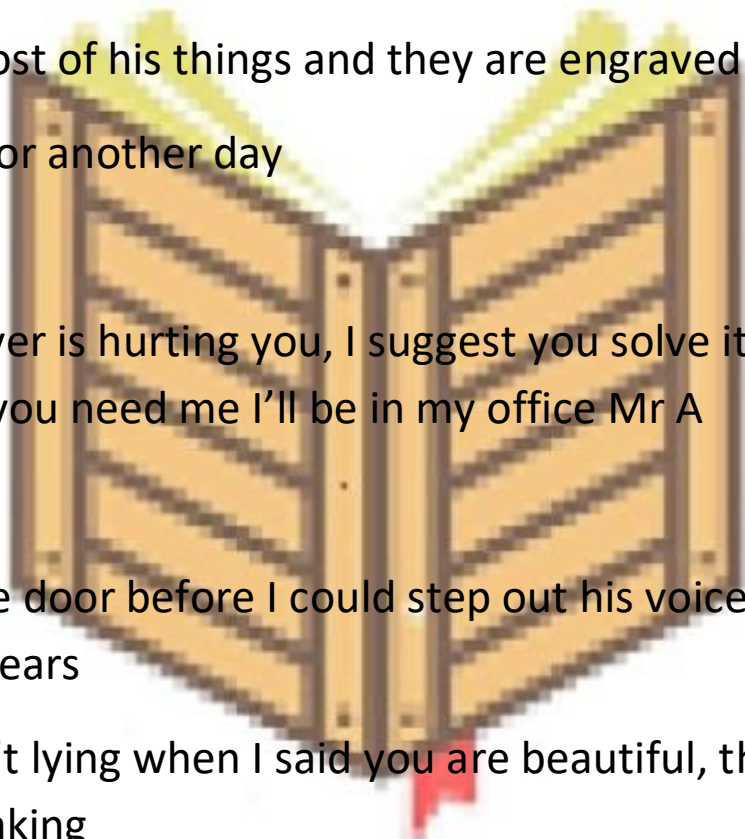 ost of his things and they are engraved
or another day
ver is hurting you, I suggest you solve it
you need me I'll be in my office Mr A
e door before I could step out his voice
ears
't lying when I said you are beautiful, th
nking